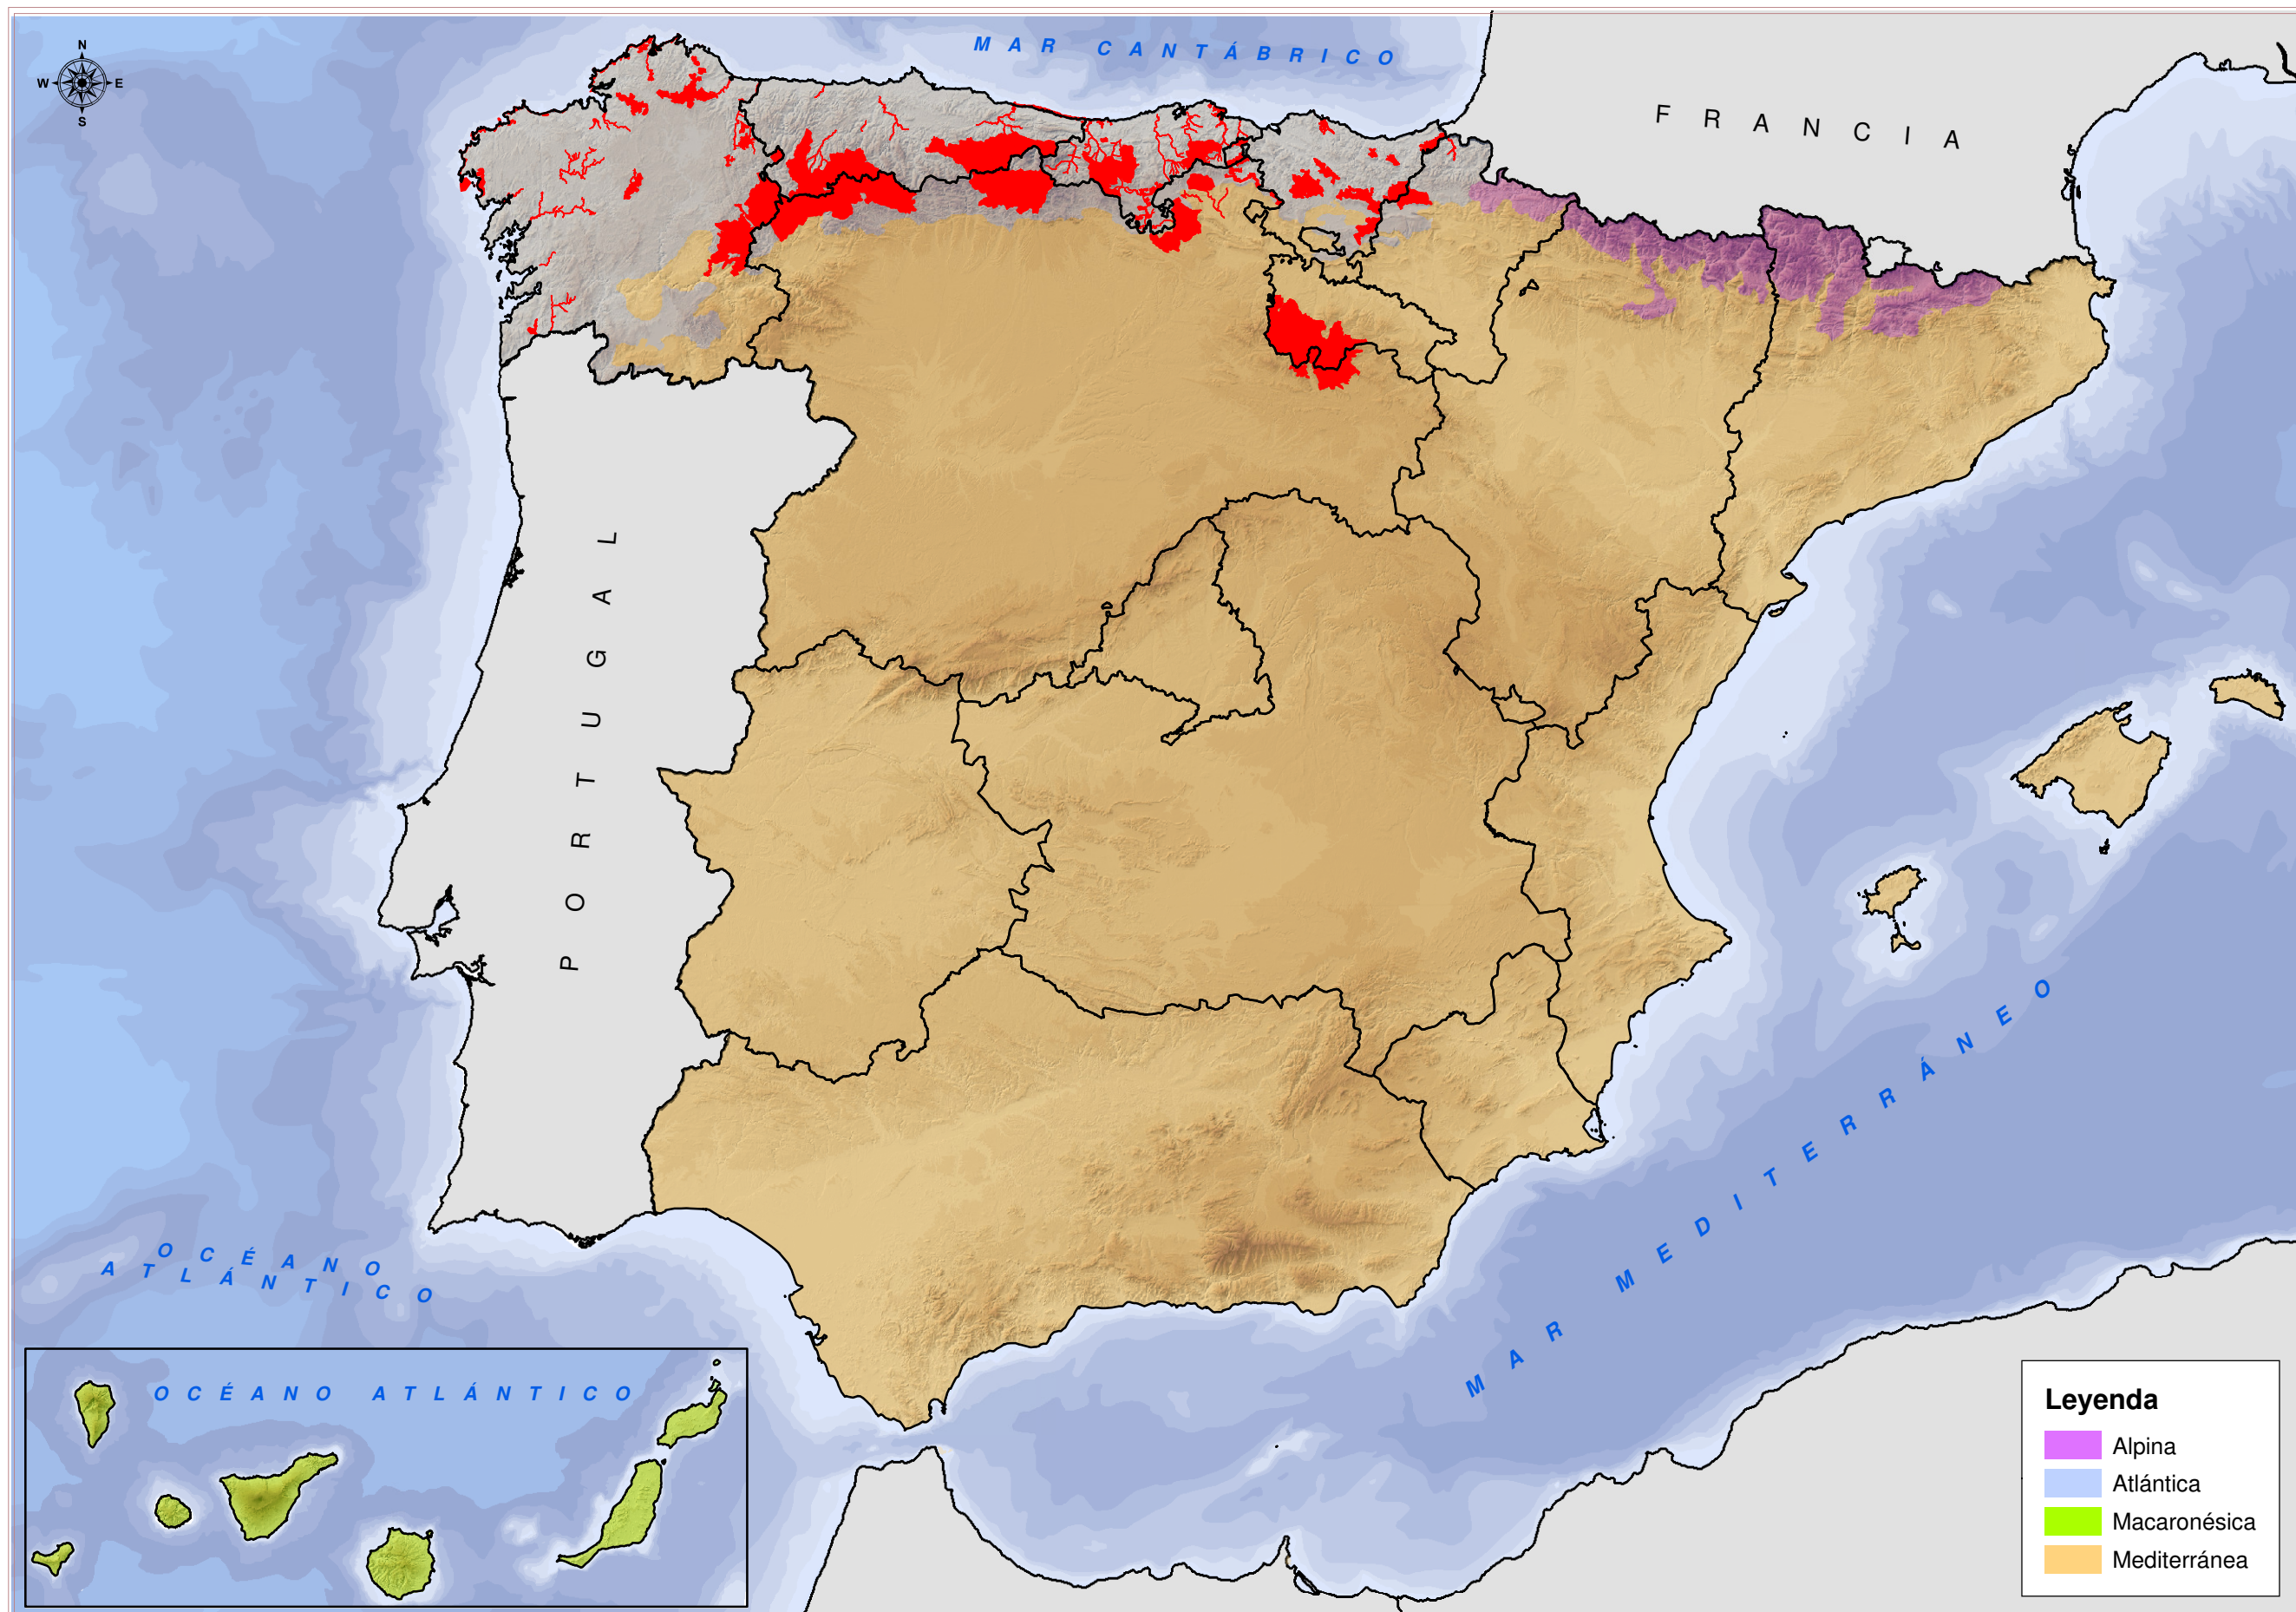 N
W E
S
MAR CANTÁBRICO
FRANCIA
PORTUGAL
MAR MEDITERRÁNEO
OCÉANO
ATLÁNTICO
OCÉANO ATLÁNTICO
Leyenda
Alpina
Atlántica
Macaronésica
Mediterránea